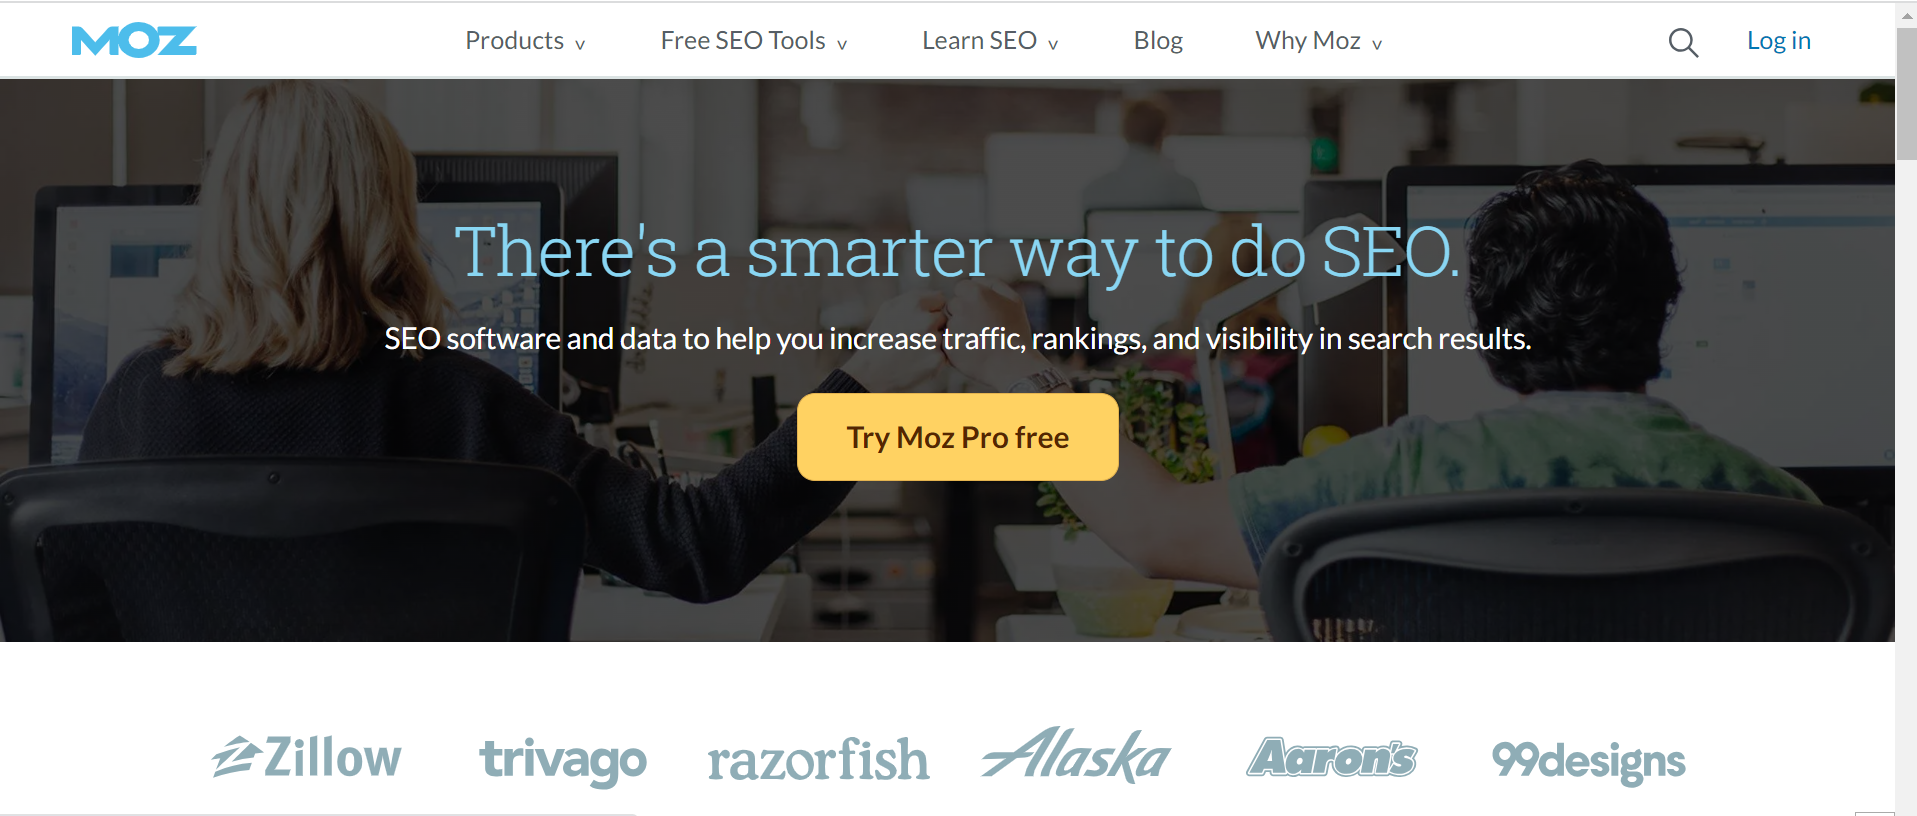 MOZ
Products v
Free SEO Tools v
Learn SEO v
Blog
Why Moz v
Log in
There's a smarter way to do SEO.
SEO software and data to help you increase traffic, rankings, and visibility in search results.
Try Moz Pro free
Zillow
trivago
razorfish
Alaska
Aaron's
99designs